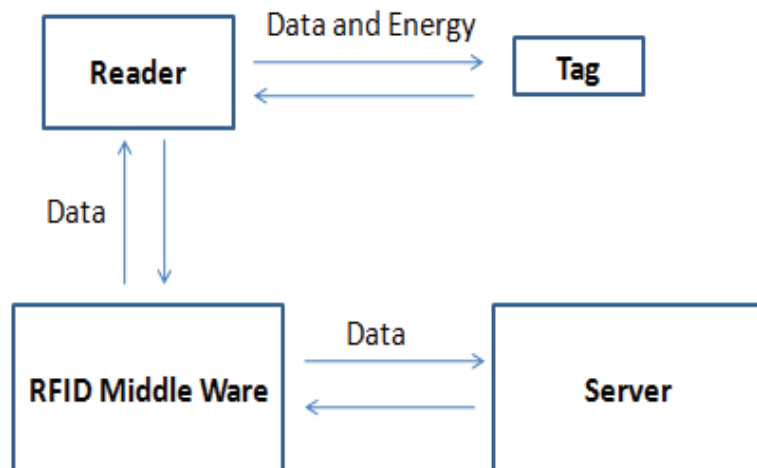 Data and Energy
Reader
Tag
Data
RFID Middle Ware
Data
Server